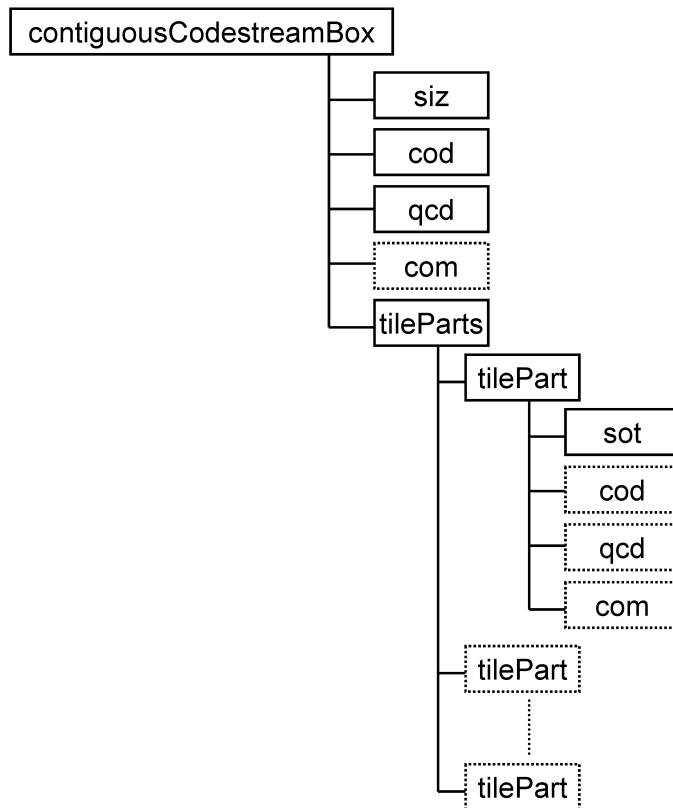 contiguousCodestreamBox
siz
cod
qcd
com
tileParts
tilePart
sot
cod
qcd
com
tilePart
tilePart